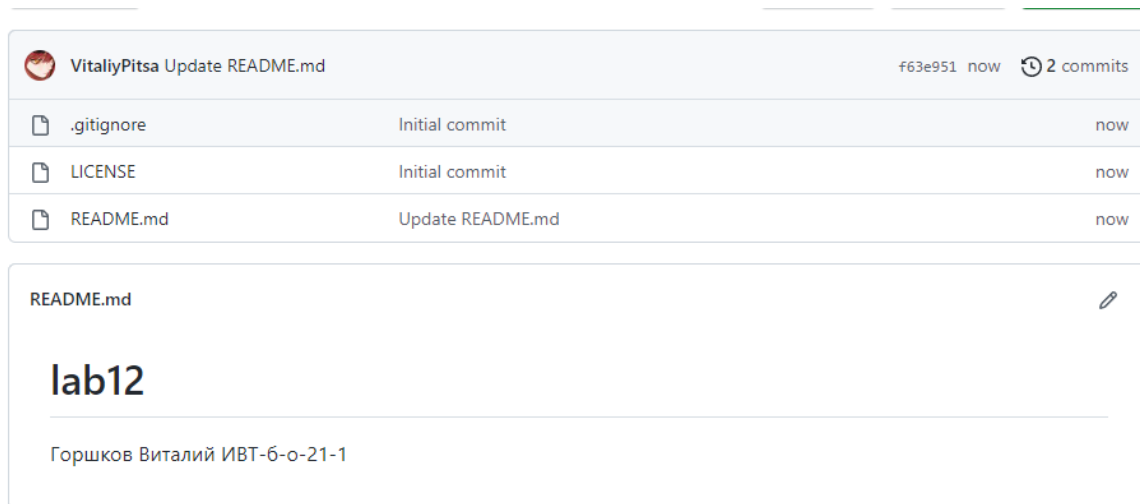 VitaliyPitsa Update README.md f63e951 now 2 commits
.gitignore Initial commit now
LICENSE Initial commit now
README.md Update README.md now
README.md
lab12
Горшков Виталий ИВТ-б-о-21-1